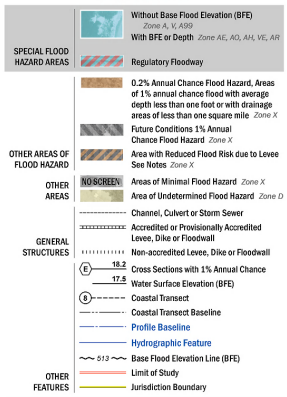 Without Base Flood Elevation (BFE)
Zone A, V, A99
With BFE or Depth Zone AE, AO, AH, VE, AR
SPECIAL FLOOD
HAZARD AREAS
Regulatory Floodway
0.2% Annual Chance Flood Hazard, Areas
of 1% annual chance flood with average
depth less than one foot or with drainage
areas of less than one square mile Zone X
Future Conditions 1% Annual
Chance Flood Hazard Zone X
OTHER AREAS OF
FLOOD HAZARD
Area with Reduced Flood Risk due to Levee
See Notes Zone X
NO SCREEN
Areas of Minimal Flood Hazard Zone X
OTHER
AREAS
Area of Undetermined Flood Hazard Zone D
Channel, Culvert or Storm Sewer
GENERAL
STRUCTURES
Accredited or Provisionally Accredited
Levee, Dike or Floodwall
Non-accredited Levee, Dike or Floodwall
E 18.2 Cross Sections with 1% Annual Chance
17.5 Water Surface Elevation (BFE)
8 Coastal Transect
Coastal Transect Baseline
Profile Baseline
Hydrographic Feature
513 Base Flood Elevation Line (BFE)
OTHER
FEATURES
Limit of Study
Jurisdiction Boundary